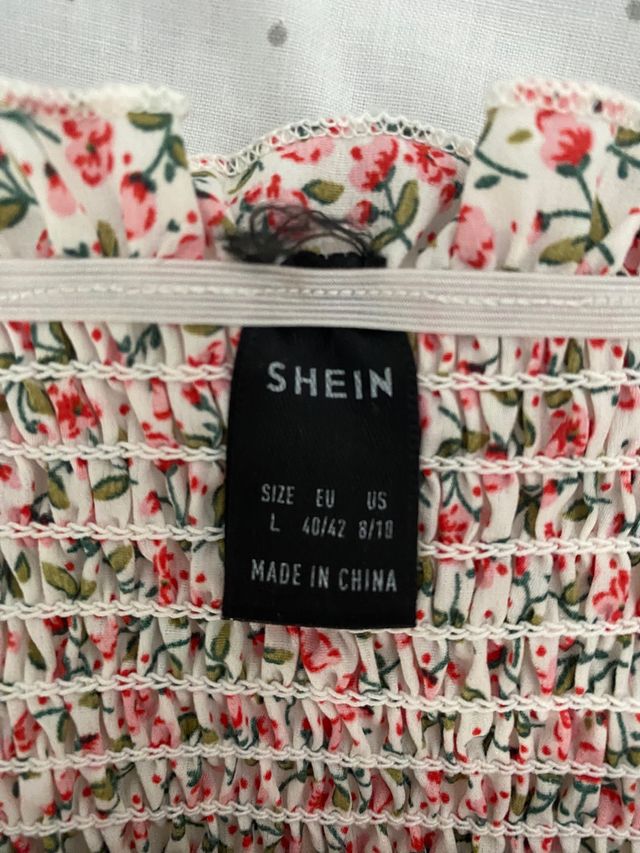 SHEIN
SIZE EU US
L 40/42 8/10
MADE IN CHINA